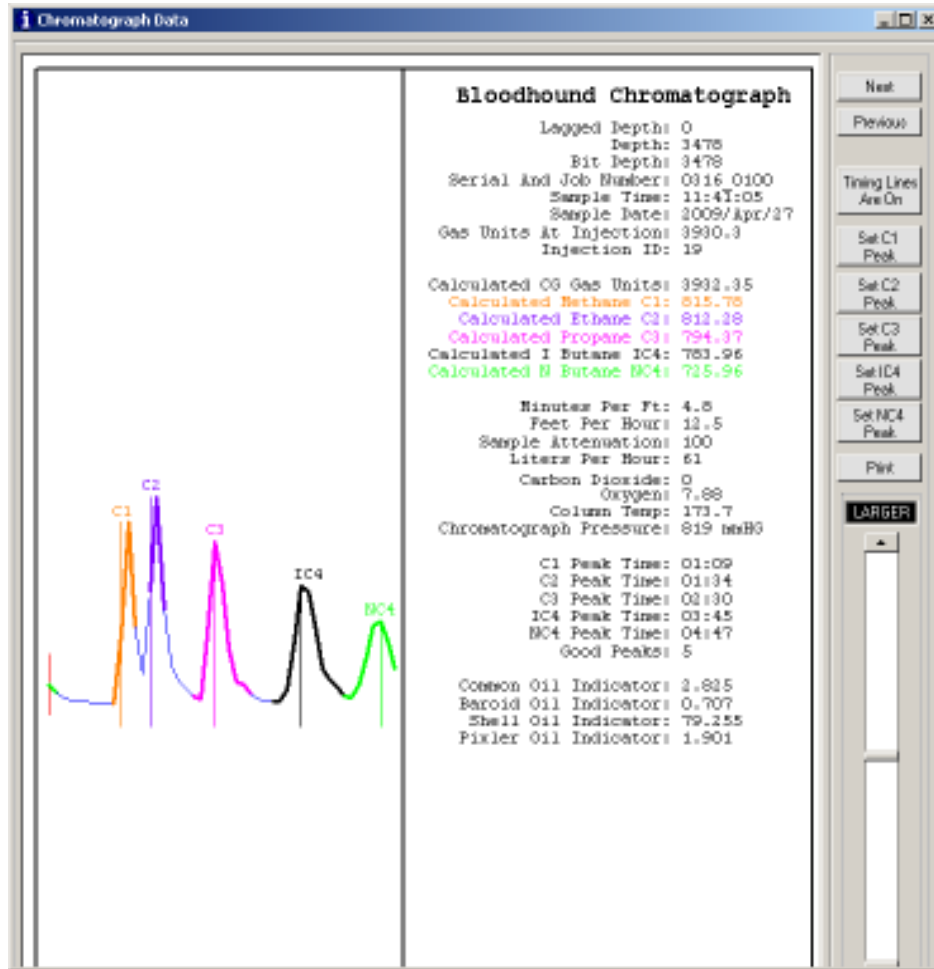 Chromatograph Data
Bloodhound Chromatograph
Lagged Depth: 0
Depth: 3478
Bit Depth: 3478
Serial And Job Number: 0316 0100
Sample Time: 11:41:05
Sample Date: 2009/Apr/27
Gas Units At Injection: 3930.3
Injection ID: 19
Calculated CG Gas Units: 3932.35
Calculated Methane C1: 815.78
Calculated Ethane C2: 812.28
Calculated Propane C3: 794.37
Calculated I Butane IC4: 783.96
Calculated N Butane NC4: 725.96
Minutes Per Ft: 4.8
Feet Per Hour: 12.5
Sample Attenuation: 100
Liters Per Hour: 61
Carbon Dioxide: 0
Oxygen: 7.88
Column Temp: 173.7
Chromatograph Pressure: 819 mmHG
C1 Peak Time: 01:09
C2 Peak Time: 01:34
C3 Peak Time: 02:30
IC4 Peak Time: 03:45
NC4 Peak Time: 04:47
Good Peaks: 5
Common Oil Indicator: 2.825
Baroid Oil Indicator: 0.707
Shell Oil Indicator: 79.255
Pixler Oil Indicator: 1.901
C1
C2
C3
IC4
NC4
Next
Previous
Timing Lines
Are On
Set C1
Peak
Set C2
Peak
Set C3
Peak
Set IC4
Peak
Set NC4
Peak
Print
LARGER